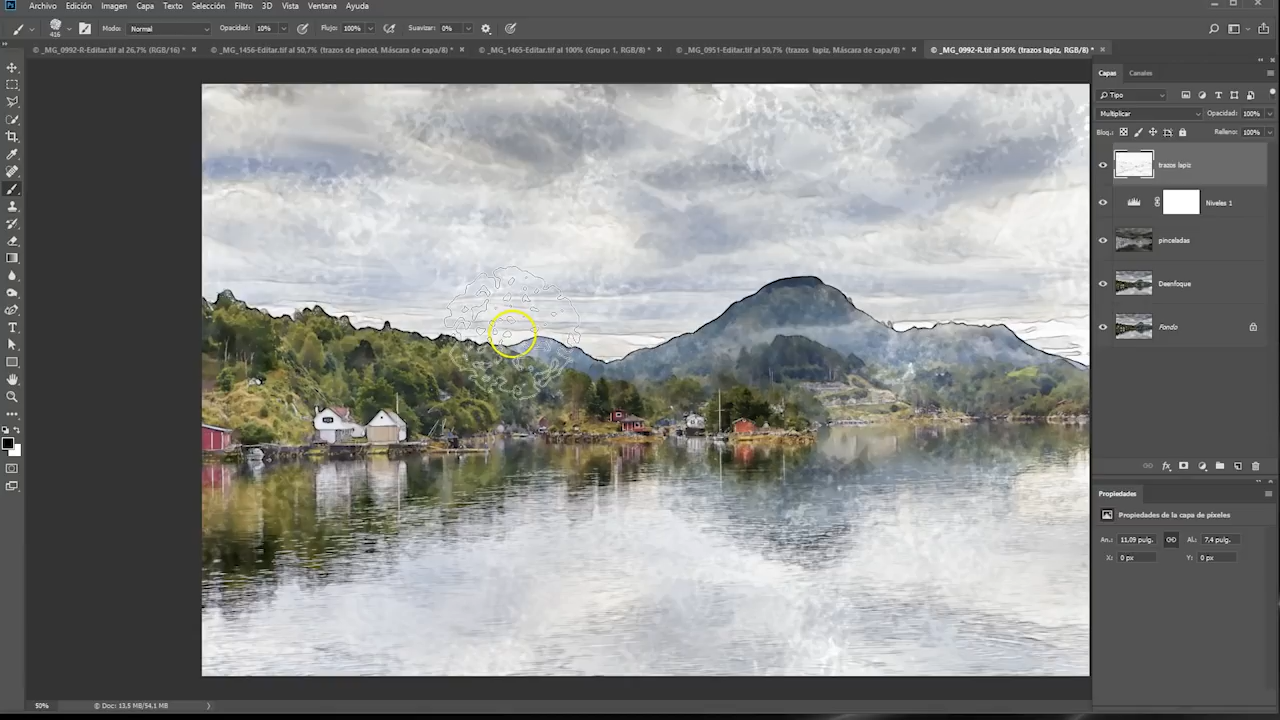 Ps Archivo Edición Imagen Capa Texto Selección Filtro 3D Vista Ventana Ayuda
416 Modo: Normal Opacidad: 10% Flujo: 100% Suavizar: 0%
_MG_0992-R-Editar.tif al 26,7% (RGB/16) * × _MG_1456-Editar.tif al 50,7% (trazos de pincel, Máscara de capa/8) * × _MG_1465-Editar.tif al 100% (Grupo 1, RGB/8) * × _MG_0951-Editar.tif al 50,7% (trazos lapiz, Máscara de capa/8) * × _MG_0992-R.tif al 50% (trazos lapiz, RGB/8) * ×
Capas Canales
Tipo
Multiplicar Opacidad: 100%
Bloq.: Relleno: 100%
trazos lapiz
Niveles 1
pinceladas
Deenfoque
Fondo
fx
Propiedades
Propiedades de la capa de píxeles
An.: 11,09 pulg. Al.: 7,4 pulg.
X: 0 px Y: 0 px
50% Doc: 13,5 MB/54,1 MB